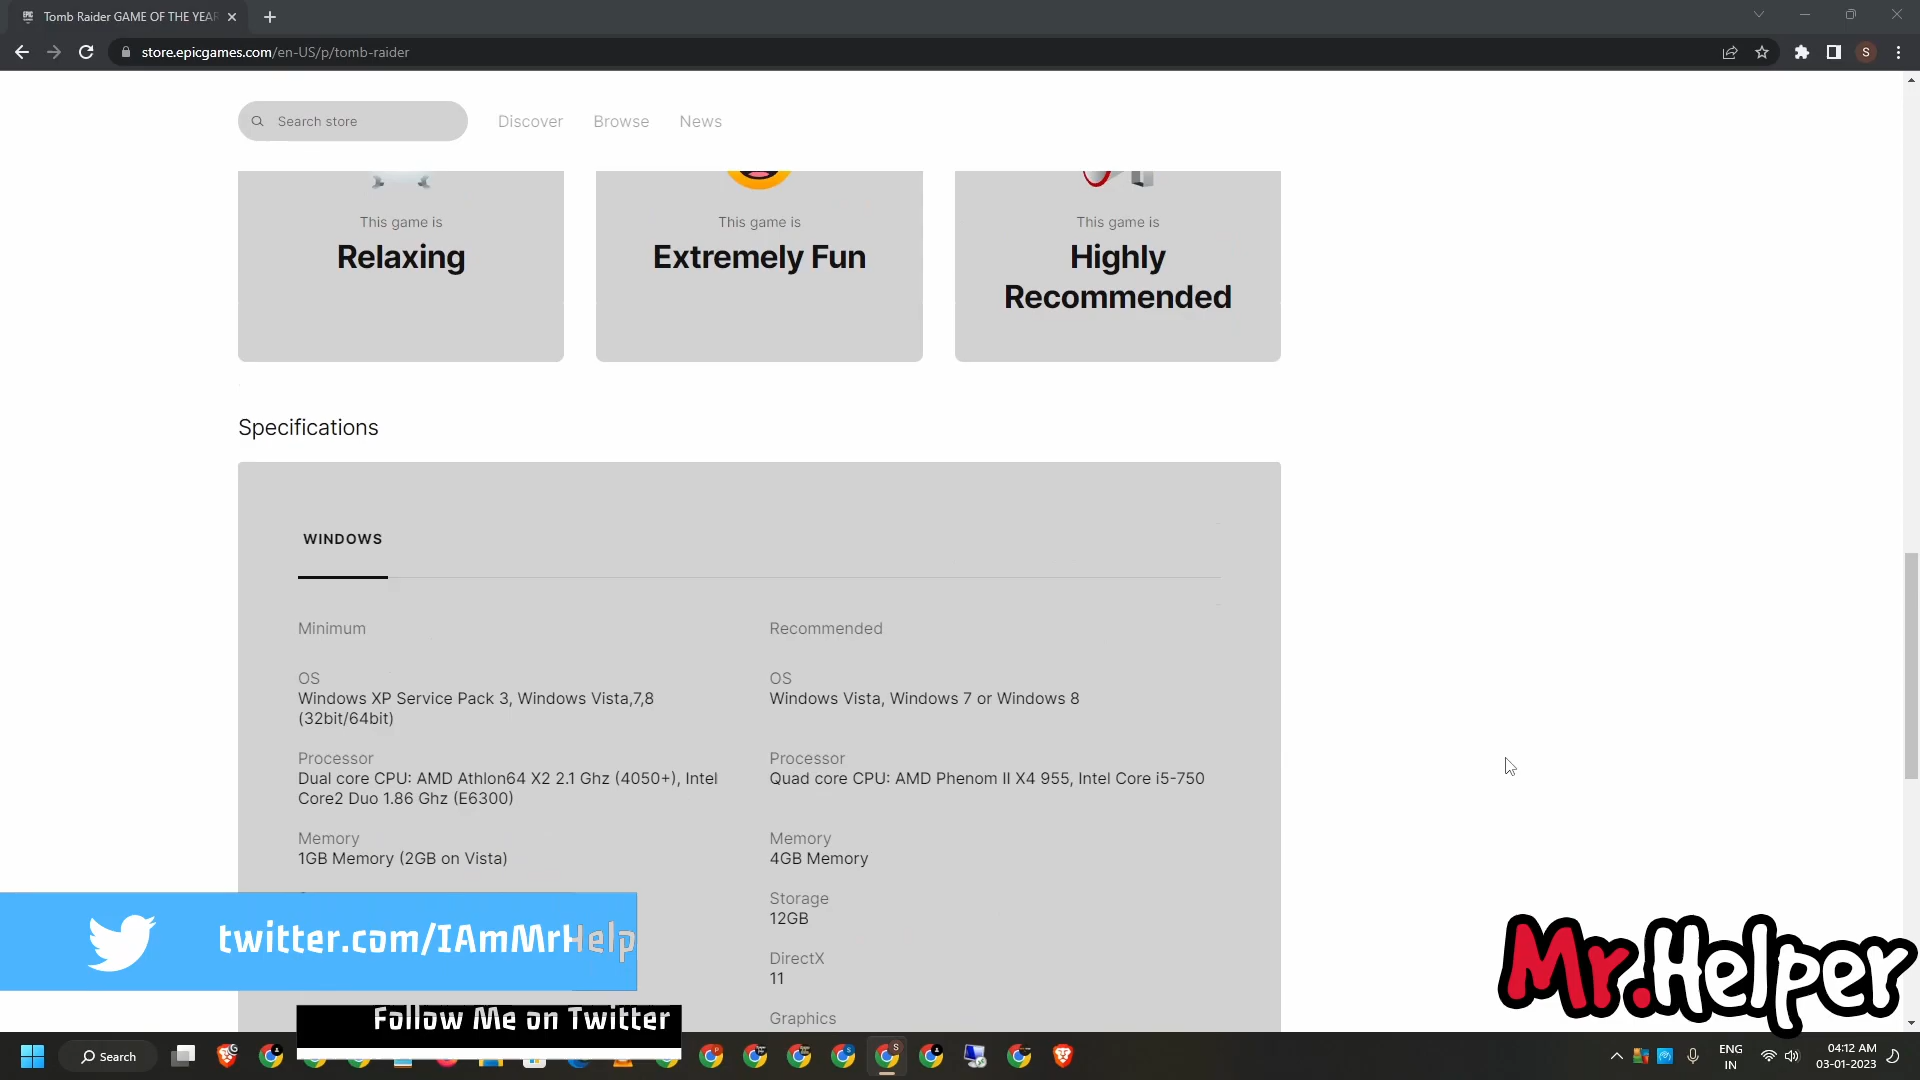 Tomb Raider GAME OF THE YEAR
store.epicgames.com/en-US/p/tomb-raider
S
Search store
Discover
Browse
News
This game is
Relaxing
This game is
Extremely Fun
This game is
Highly
Recommended
Specifications
WINDOWS
Minimum
Recommended
OS
Windows XP Service Pack 3, Windows Vista,7,8
(32bit/64bit)
OS
Windows Vista, Windows 7 or Windows 8
Processor
Dual core CPU: AMD Athlon64 X2 2.1 Ghz (4050+), Intel
Core2 Duo 1.86 Ghz (E6300)
Processor
Quad core CPU: AMD Phenom II X4 955, Intel Core i5-750
Memory
1GB Memory (2GB on Vista)
Memory
4GB Memory
Storage
12GB
DirectX
11
Graphics
twitter.com/IAmMrHelp
Follow Me on Twitter
Mr.Helper
Search
ENG
IN
04:12 AM
03-01-2023